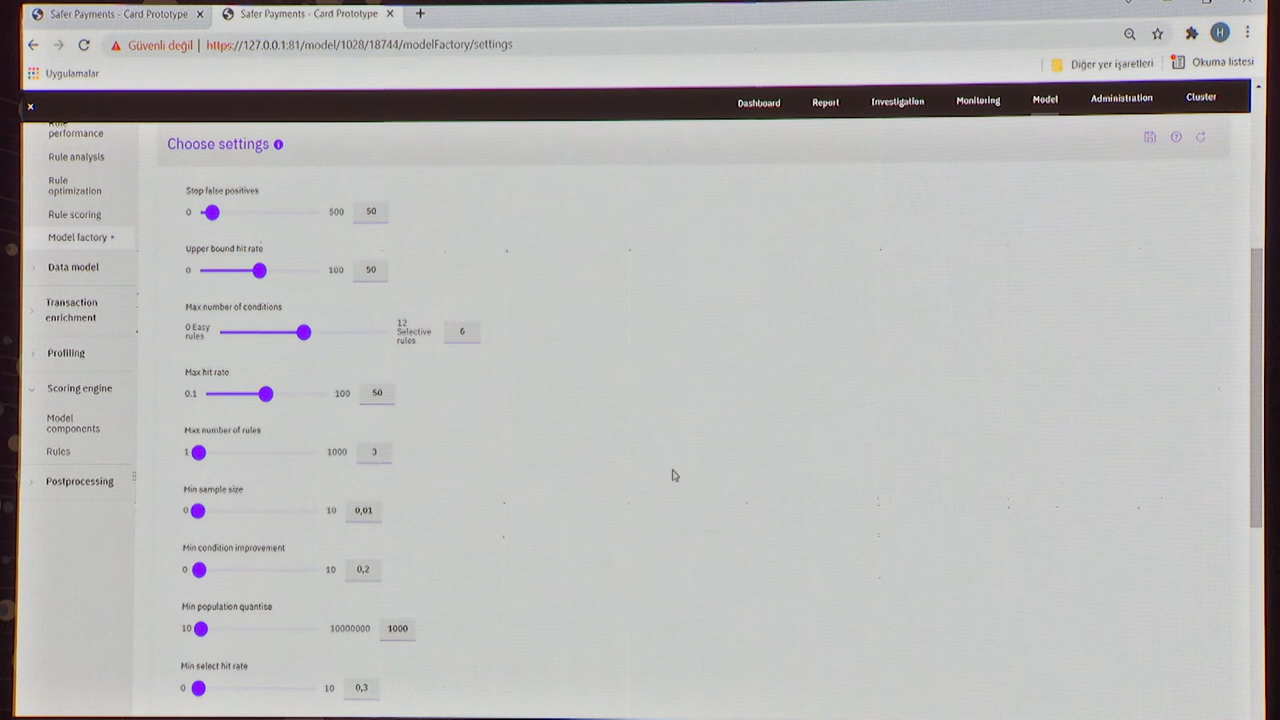 Safer Payments - Card Prototype
Safer Payments - Card Prototype
Güvenli değil | https://127.0.0.1:81/model/1028/18744/modelFactory/settings
H
Uygulamalar
Diğer yer işaretleri
Okuma listesi
Dashboard
Report
Investigation
Monitoring
Model
Administration
Cluster
Rule
performance
Rule analysis
Rule
optimization
Rule scoring
Model factory
Data model
Transaction
enrichment
Profiling
Scoring engine
Model
components
Rules
Postprocessing
Choose settings
Stop false positives
0 500 50
Upper bound hit rate
0 100 50
Max number of conditions
0 Easy
rules
12
Selective
rules
6
Max hit rate
0.1 100 50
Max number of rules
1 1000 3
Min sample size
0 10 0,01
Min condition improvement
0 10 0,2
Min population quantise
10 10000000 1000
Min select hit rate
0 10 0,3